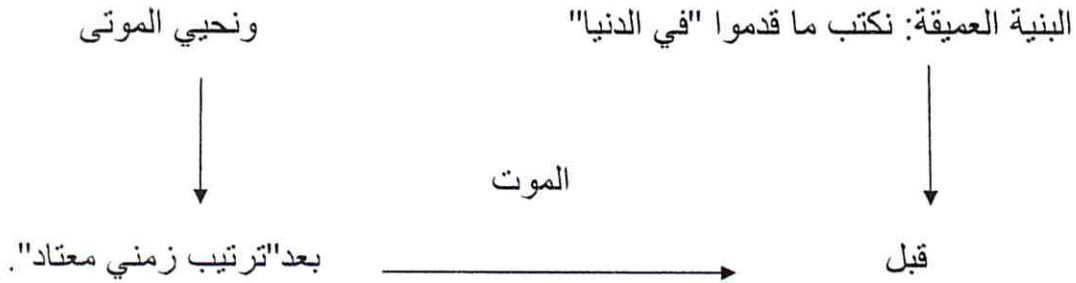 البنية العميقة: نكتب ما قدموا "في الدنيا" ونحيي الموتى
الموت
قبل بعد"ترتيب زمني معتاد".